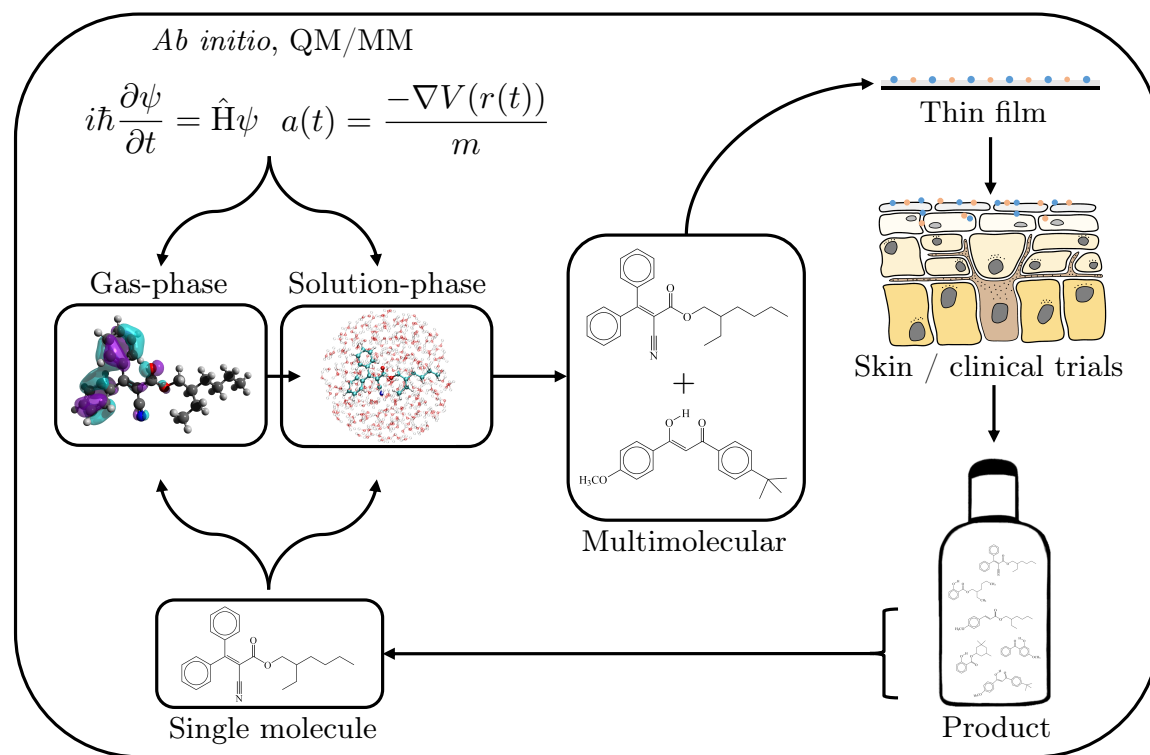 Ab initio, QM/MM
iħ ∂ψ/∂t = Ĥψ a(t) = −∇V(r(t))/m
Thin film
Gas-phase
Solution-phase
O
O
N
+
O
H
O
H₃CO
Multimolecular
Skin / clinical trials
O
O
N
Single molecule
Product